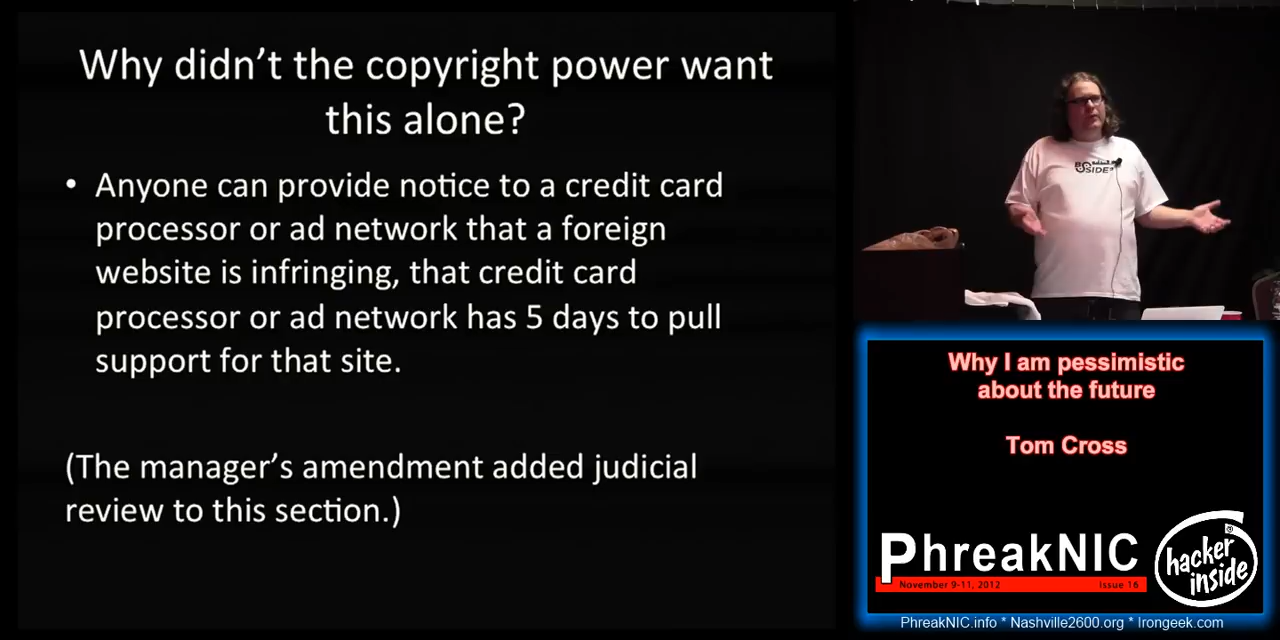 Why didn't the copyright power want
this alone?
• Anyone can provide notice to a credit card
processor or ad network that a foreign
website is infringing, that credit card
processor or ad network has 5 days to pull
support for that site.
(The manager's amendment added judicial
review to this section.)
SIDE
Why I am pessimistic
about the future
Tom Cross
PhreakNIC
November 9-11, 2012
Issue 16
hacker
inside
PhreakNIC.info * Nashville2600.org * Irongeek.com